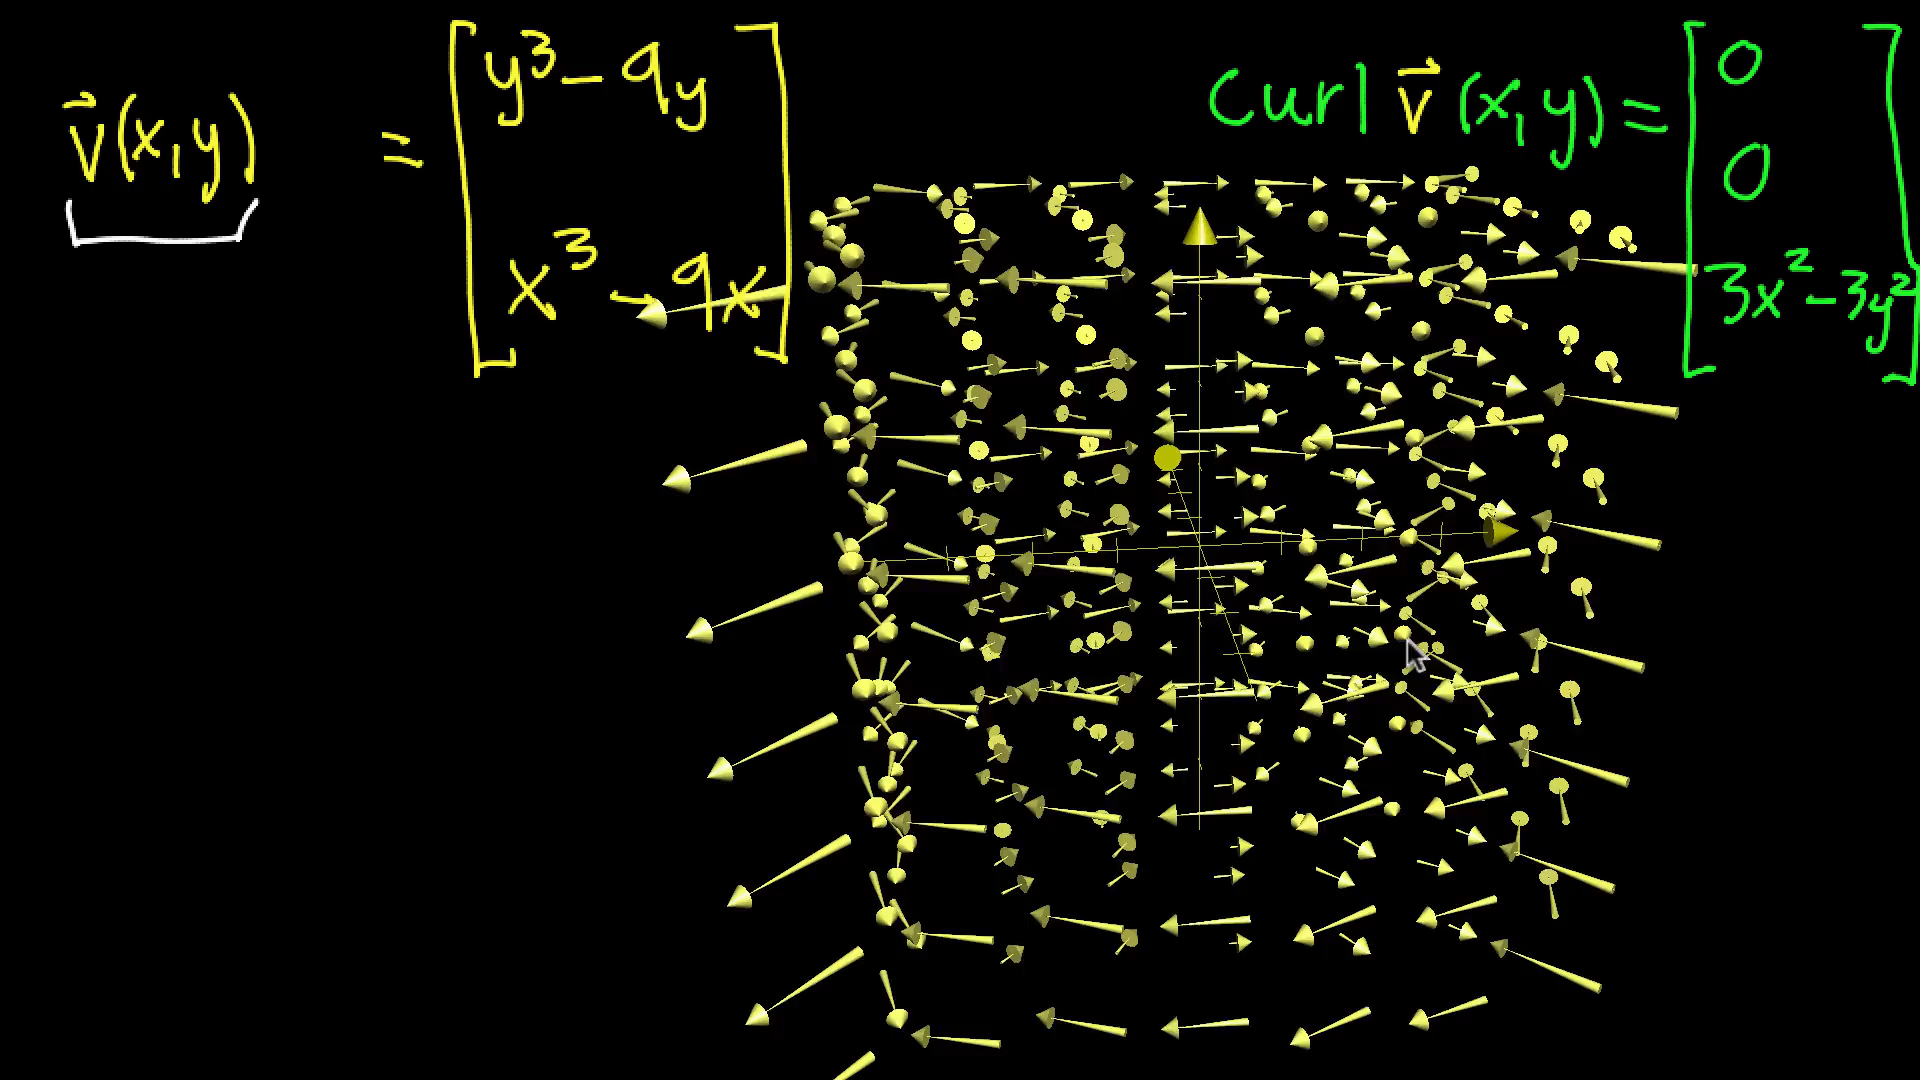 v⃗(x,y) = [ y³ - 9y
x³ - 9x ]
Curl v⃗ (x,y) = [ 0
0
3x² - 3y² ]